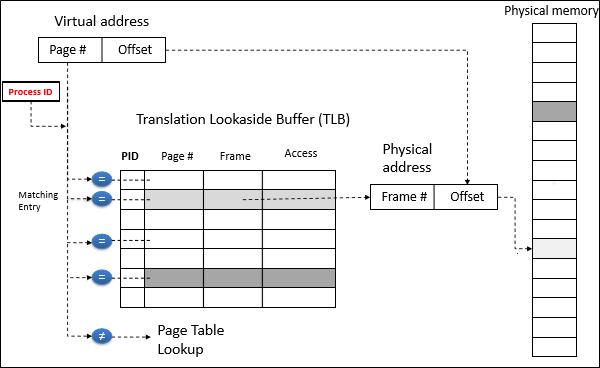 Virtual address
Physical memory
Page #
Offset
Process ID
Translation Lookaside Buffer (TLB)
PID
Page #
Frame
Access
Physical
address
=
Matching
Entry
=
Frame #
Offset
=
=
≠
Page Table
Lookup